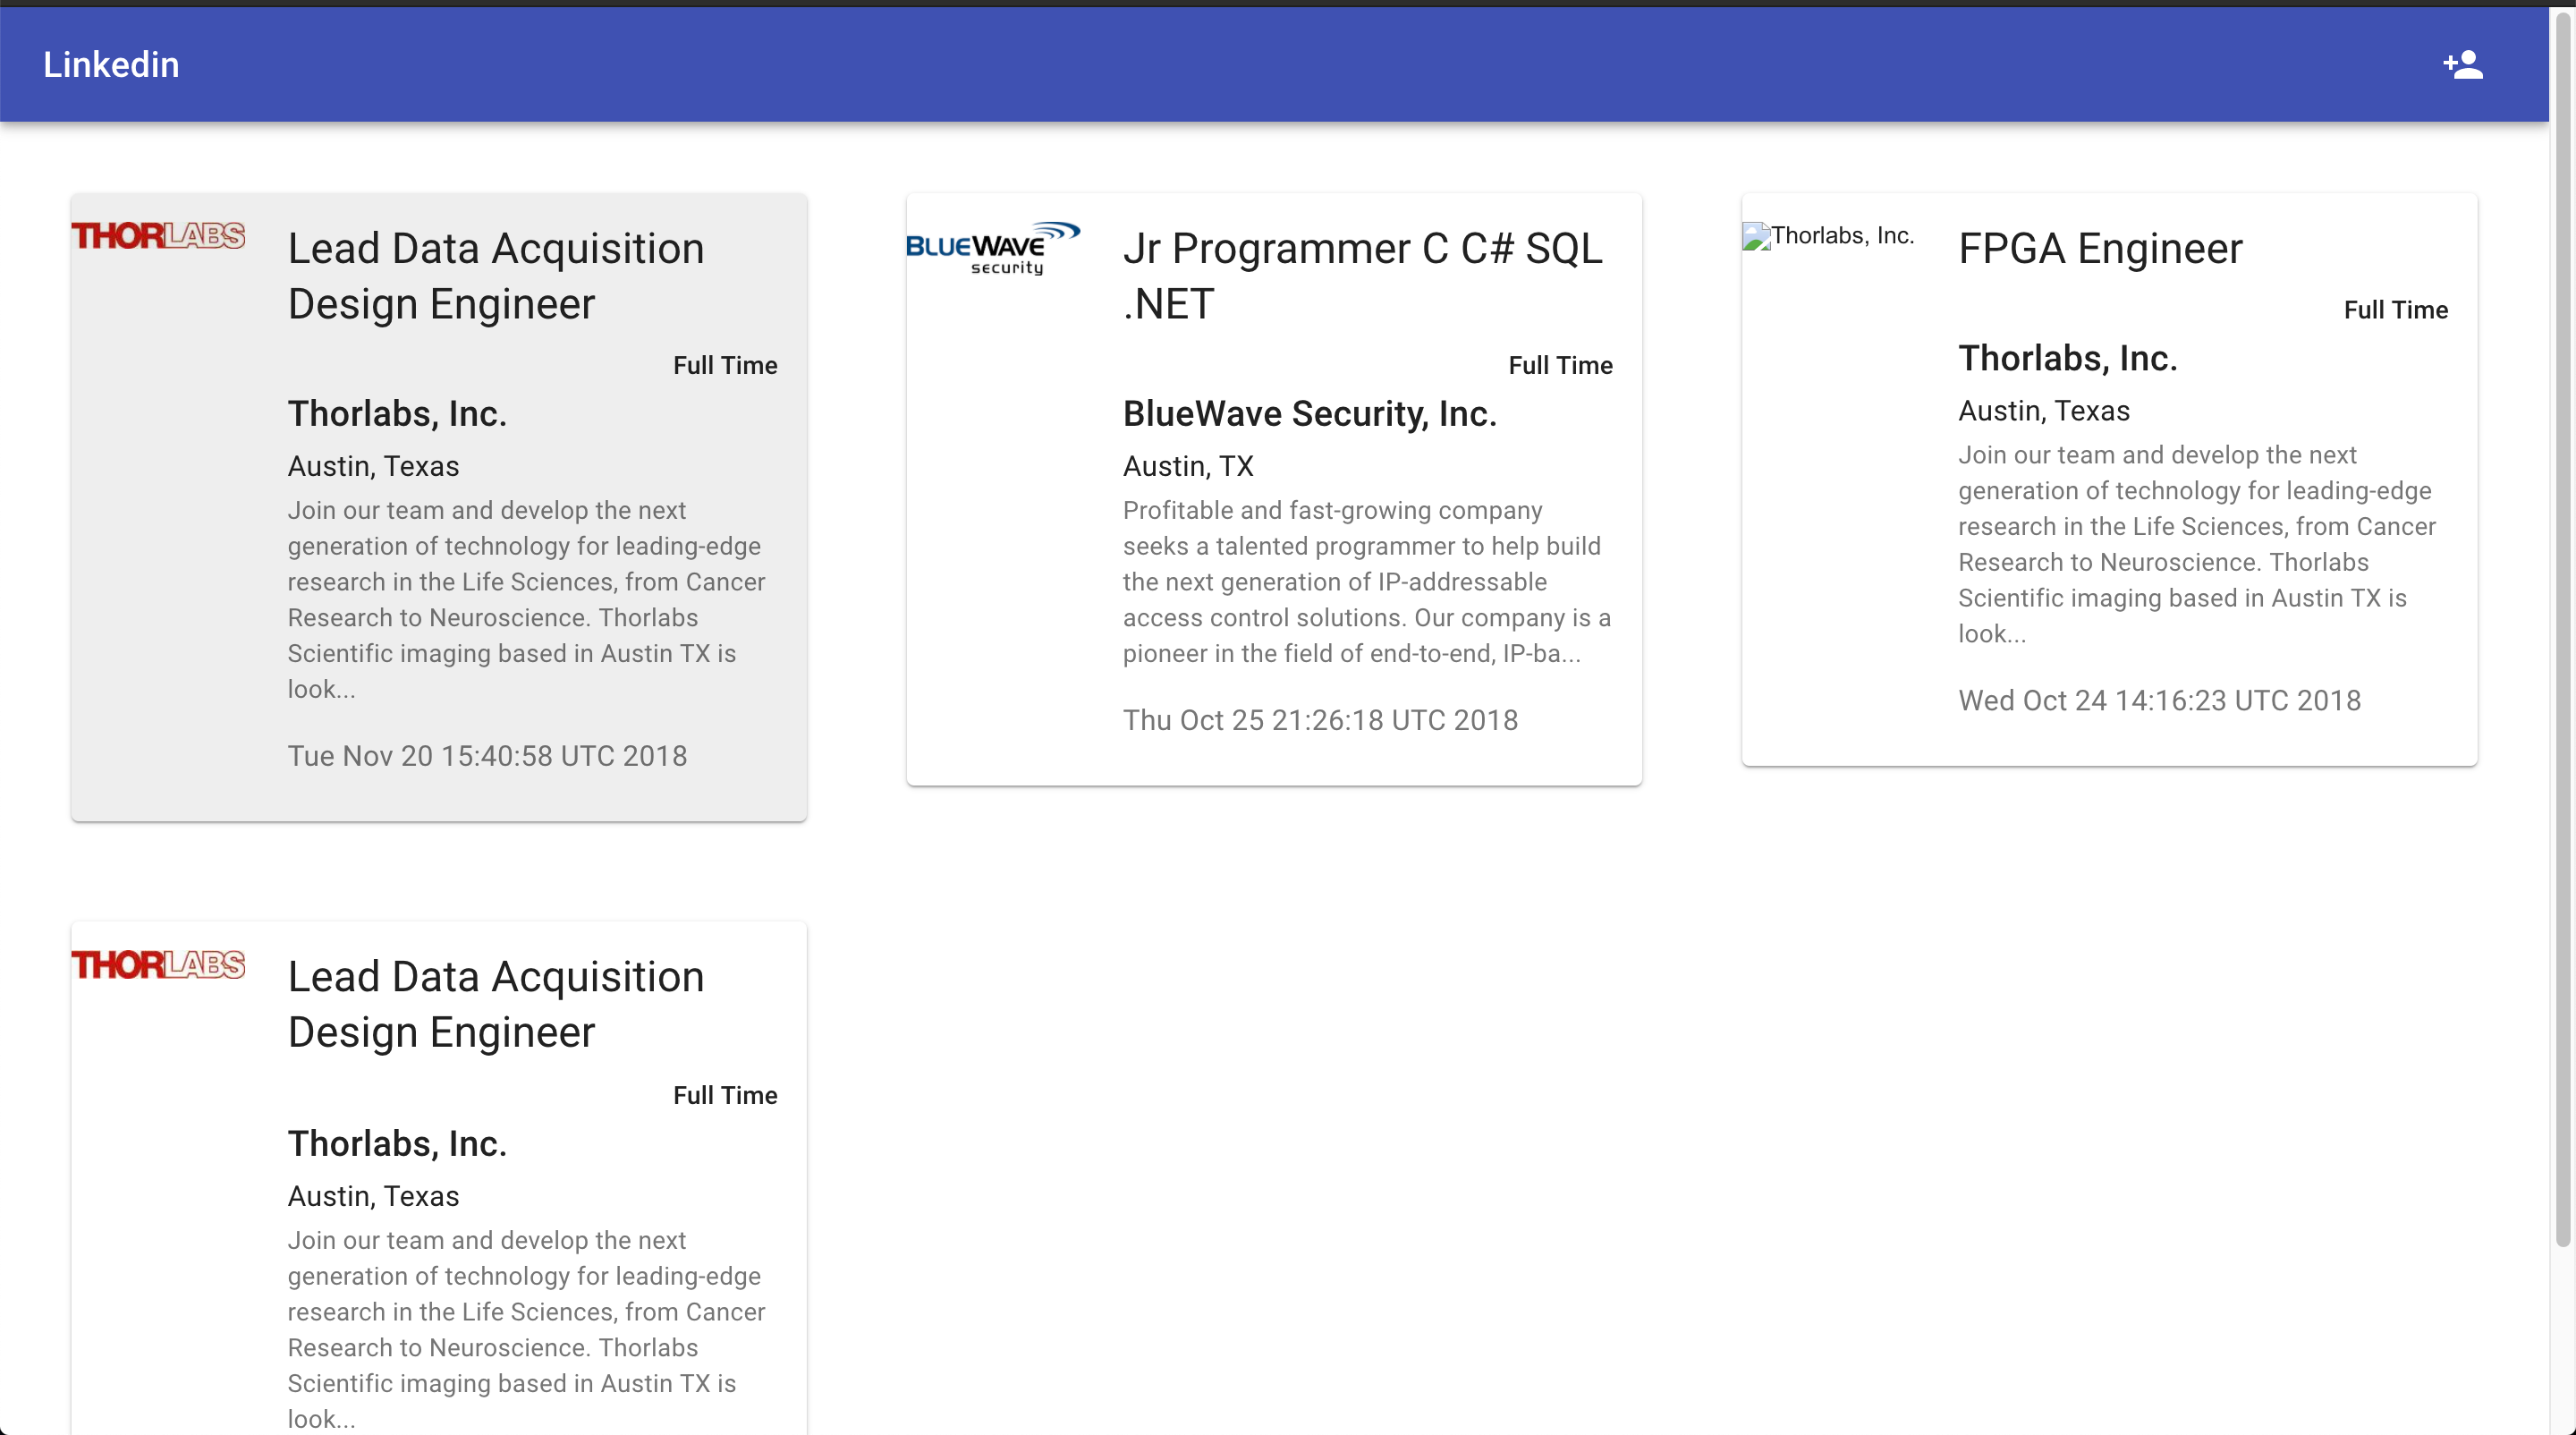 Linkedin
THORLABS
Lead Data Acquisition
Design Engineer
Full Time
Thorlabs, Inc.
Austin, Texas
Join our team and develop the next
generation of technology for leading-edge
research in the Life Sciences, from Cancer
Research to Neuroscience. Thorlabs
Scientific imaging based in Austin TX is
look...
Tue Nov 20 15:40:58 UTC 2018
BLUEWAVE
security
Jr Programmer C C# SQL
.NET
Full Time
BlueWave Security, Inc.
Austin, TX
Profitable and fast-growing company
seeks a talented programmer to help build
the next generation of IP-addressable
access control solutions. Our company is a
pioneer in the field of end-to-end, IP-ba...
Thu Oct 25 21:26:18 UTC 2018
Thorlabs, Inc.
FPGA Engineer
Full Time
Thorlabs, Inc.
Austin, Texas
Join our team and develop the next
generation of technology for leading-edge
research in the Life Sciences, from Cancer
Research to Neuroscience. Thorlabs
Scientific imaging based in Austin TX is
look...
Wed Oct 24 14:16:23 UTC 2018
THORLABS
Lead Data Acquisition
Design Engineer
Full Time
Thorlabs, Inc.
Austin, Texas
Join our team and develop the next
generation of technology for leading-edge
research in the Life Sciences, from Cancer
Research to Neuroscience. Thorlabs
Scientific imaging based in Austin TX is
look...